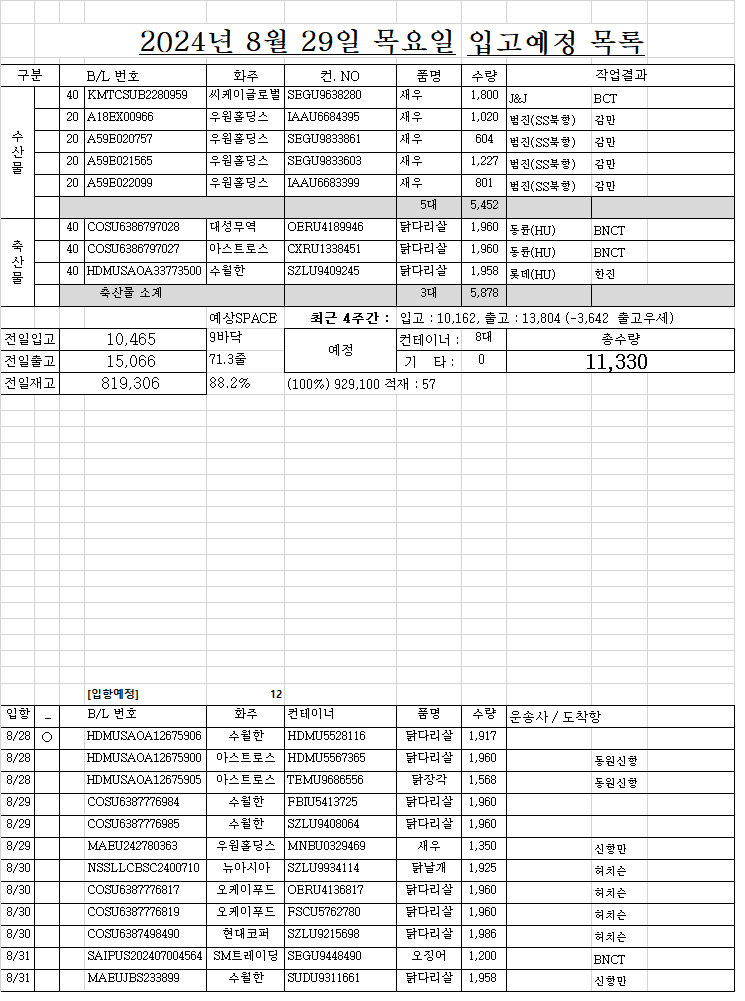 2024년 8월 29일 목요일 입고예정 목록
구분 B/L 번호 화주 컨. NO 품명 수량 작업결과
수산물
40 KMTCSUB2280959 씨케이글로벌 SEGU9638280 새우 1,800 J&J BCT
20 A18EX00966 우원홀딩스 IAAU6684395 새우 1,020 범진(SS북항) 감만
20 A59E020757 우원홀딩스 SEGU9833861 새우 604 범진(SS북항) 감만
20 A59E021565 우원홀딩스 SEGU9833603 새우 1,227 범진(SS북항) 감만
20 A59E022099 우원홀딩스 IAAU6683399 새우 801 범진(SS북항) 감만
5대 5,452
축산물
40 COSU6386797028 대성무역 OERU4189946 닭다리살 1,960 동륜(HU) BNCT
40 COSU6386797027 아스트로스 CXRU1338451 닭다리살 1,960 동륜(HU) BNCT
40 HDMUSAOA33773500 수월한 SZLU9409245 닭다리살 1,958 롯데(HU) 한진
축산물 소계 3대 5,878
예상SPACE 최근 4주간 : 입고 : 10,162, 출고 : 13,804 (-3,642 출고우세)
전일입고 10,465 9바닥 예정 컨테이너 : 8대 총수량
전일출고 15,066 71.3줄 기 타 : 0 11,330
전일재고 819,306 88.2% (100%) 929,100 적재 : 57
[입항예정] 12
입항 _ B/L 번호 화주 컨테이너 품명 수량 운송사 / 도착항
8/28 ○ HDMUSAOA12675906 수월한 HDMU5528116 닭다리살 1,917
8/28 HDMUSAOA12675900 아스트로스 HDMU5567365 닭다리살 1,960 동원신항
8/28 HDMUSAOA12675905 아스트로스 TEMU9686556 닭장각 1,568 동원신항
8/29 COSU6387776984 수월한 FBIU5413725 닭다리살 1,960
8/29 COSU6387776985 수월한 SZLU9408064 닭다리살 1,960
8/29 MAEU242780363 우원홀딩스 MNBU0329469 새우 1,350 신항만
8/30 NSSLLCBSC2400710 뉴아시아 SZLU9934114 닭날개 1,925 허치슨
8/30 COSU6387776817 오케이푸드 OERU4136817 닭다리살 1,960 허치슨
8/30 COSU6387776819 오케이푸드 FSCU5762780 닭다리살 1,960 허치슨
8/30 COSU6387498490 현대코퍼 SZLU9215698 닭다리살 1,986 허치슨
8/31 SAIPUS202407004564 SM트레이딩 SEGU9448490 오징어 1,200 BNCT
8/31 MAEUJBS233899 수월한 SUDU9311661 닭다리살 1,958 신항만